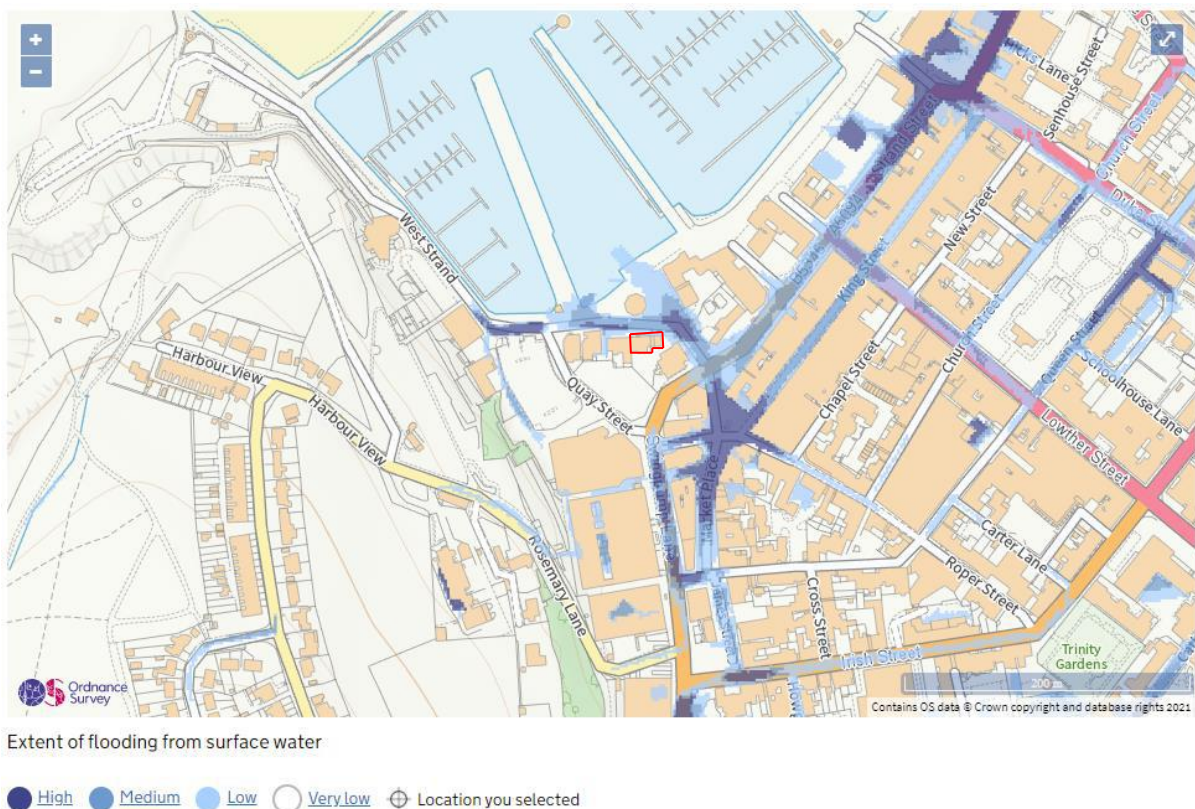 +
−
Nicks Lane
Senhouse Street
Church Street
Duke
Strand Street
New Street
West Strand
King Street
Church Street
Queen Street
Schoolhouse Lane
Harbour View
Harbour View
Quay Street
Chapel Street
Lowther Street
Market Place
Rosemary Lane
Carter Lane
Roper Street
Cross Street
Irish Street
Trinity
Gardens
200 m
Ordnance
Survey
Contains OS data © Crown copyright and database rights 2021
Extent of flooding from surface water
High Medium Low Very low Location you selected